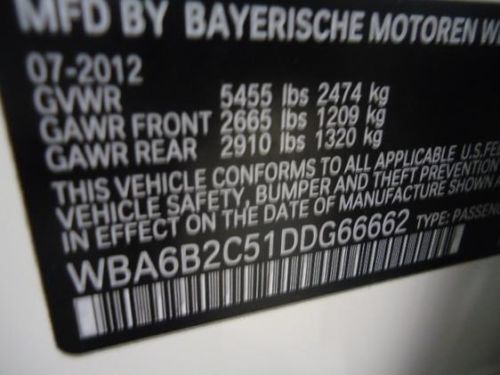 MFD BY BAYERISCHE MOTOREN
07-2012
GVWR 5455 lbs 2474 kg
GAWR FRONT 2665 lbs 1209 kg
GAWR REAR 2910 lbs 1320 kg
THIS VEHICLE CONFORMS TO ALL APPLICABLE U.S.
VEHICLE SAFETY, BUMPER AND THEFT PREVENTION
IN EFFECT ON THE DATE OF MANUFACTURE SHOWN
WBA6B2C51DDG66662 TYPE: